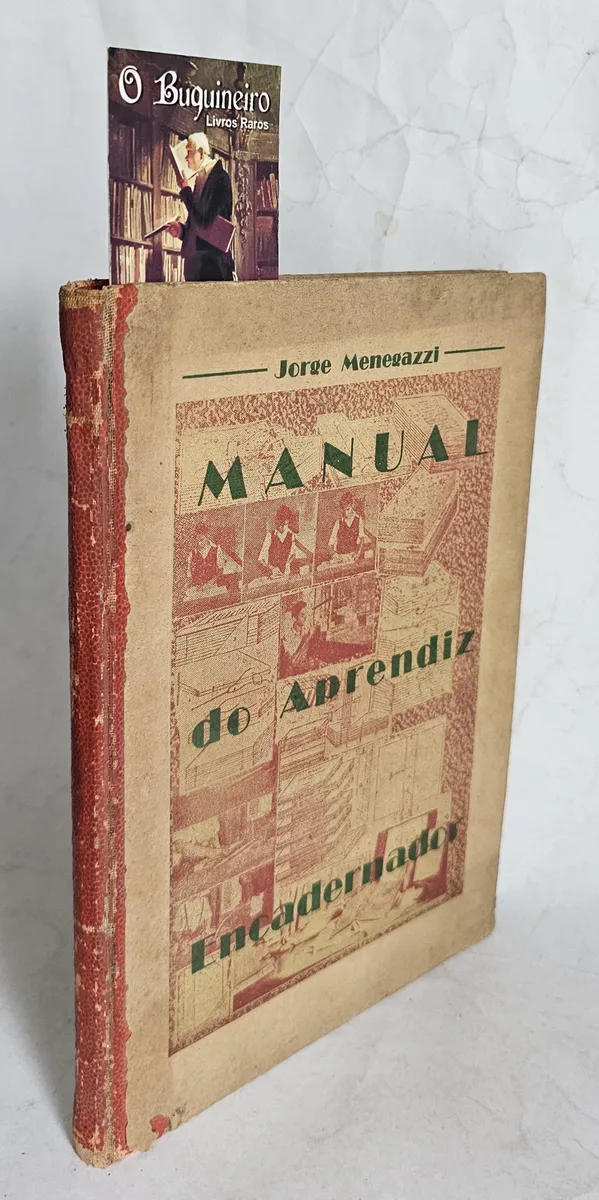 O Buquineiro
Livros Raros
Jorge Menegazzi
MANUAL
do Aprendiz
Encadernador